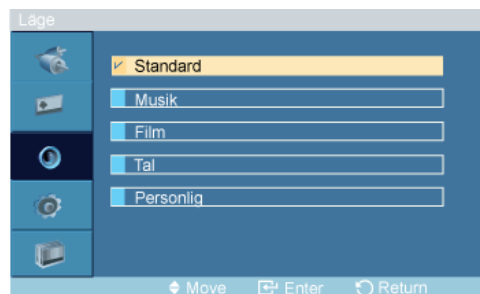 Läge
Standard
Musik
Film
Tal
Personlig
Move Enter Return